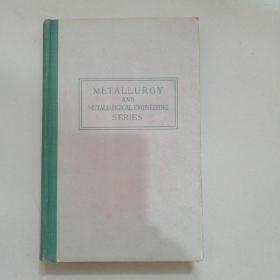 METALLURGY
AND
METALLURGICAL ENGINEERING
SERIES